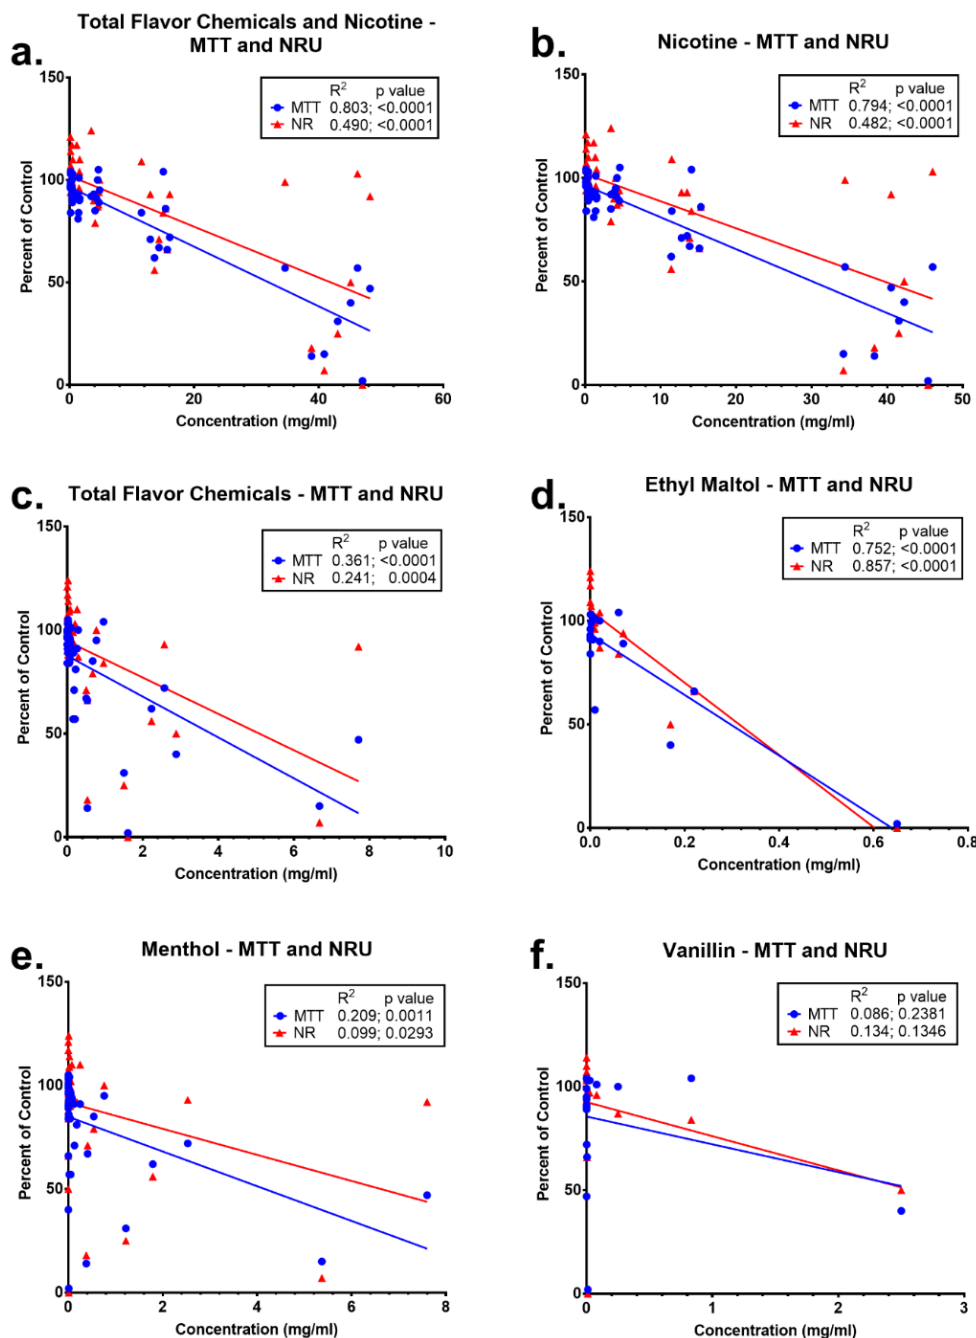 a.
Total Flavor Chemicals and Nicotine -
MTT and NRU
R2 p value
MTT 0.803; <0.0001
NR 0.490; <0.0001
150
100
50
0
Percent of Control
0 20 40 60
Concentration (mg/ml)
b.
Nicotine - MTT and NRU
R2 p value
MTT 0.794; <0.0001
NR 0.482; <0.0001
150
100
50
0
Percent of Control
0 10 20 30 40 50
Concentration (mg/ml)
c.
Total Flavor Chemicals - MTT and NRU
R2 p value
MTT 0.361; <0.0001
NR 0.241; 0.0004
150
100
50
0
Percent of Control
0 2 4 6 8 10
Concentration (mg/ml)
d.
Ethyl Maltol - MTT and NRU
R2 p value
MTT 0.752; <0.0001
NR 0.857; <0.0001
150
100
50
0
Percent of Control
0.0 0.2 0.4 0.6 0.8
Concentration (mg/ml)
e.
Menthol - MTT and NRU
R2 p value
MTT 0.209; 0.0011
NR 0.099; 0.0293
150
100
50
0
Percent of Control
0 2 4 6 8
Concentration (mg/ml)
f.
Vanillin - MTT and NRU
R2 p value
MTT 0.086; 0.2381
NR 0.134; 0.1346
150
100
50
0
Percent of Control
0 1 2 3
Concentration (mg/ml)